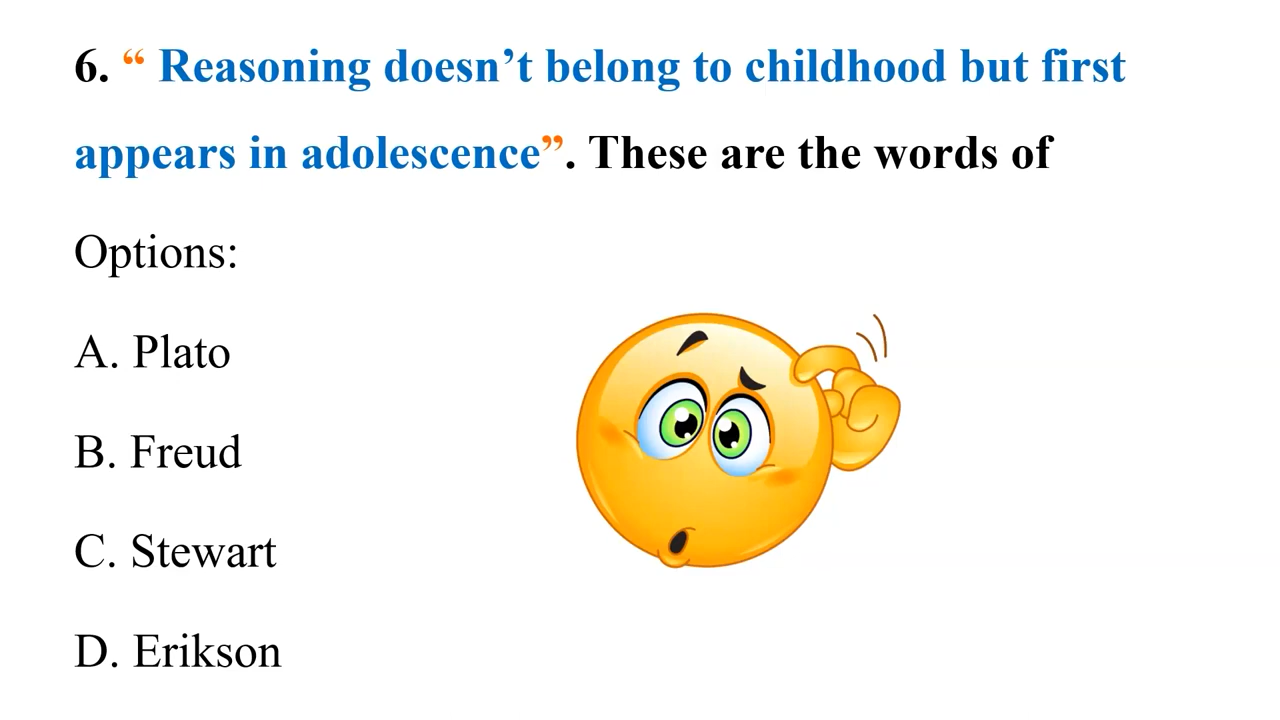 6. “ Reasoning doesn’t belong to childhood but first
appears in adolescence”. These are the words of
Options:
A. Plato
B. Freud
C. Stewart
D. Erikson